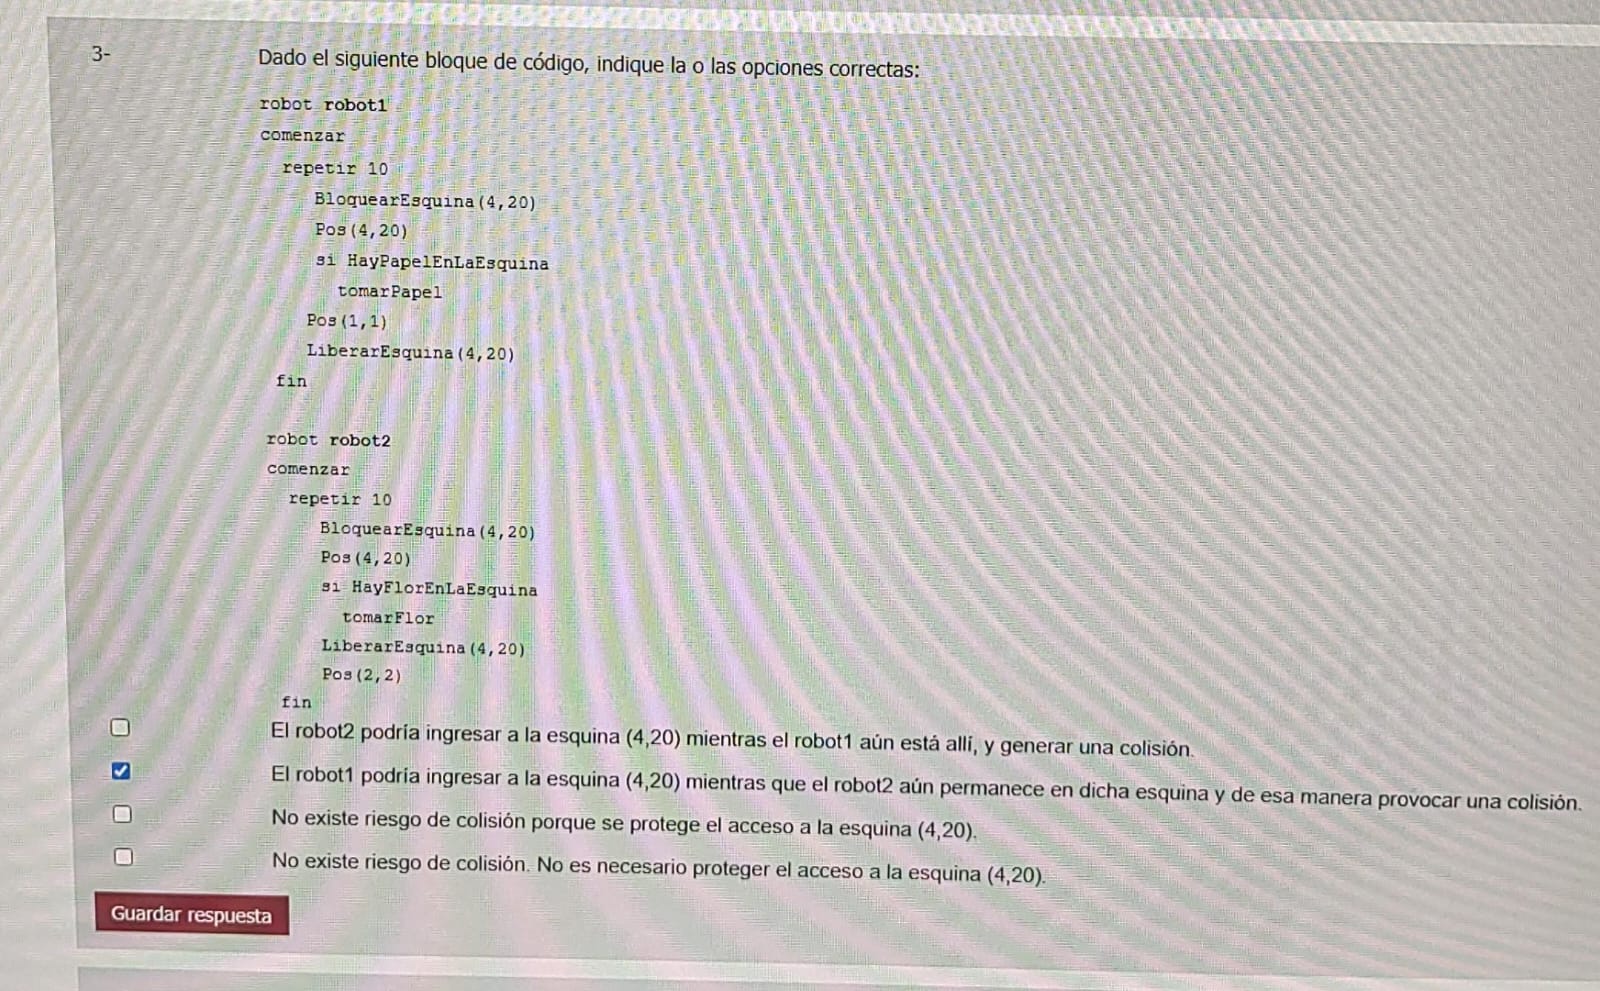 3-
Dado el siguiente bloque de código, indique la o las opciones correctas:
robot robot1
comenzar
repetir 10
BloquearEsquina(4,20)
Pos(4,20)
si HayPapelEnLaEsquina
tomarPapel
Pos(1,1)
LiberarEsquina(4,20)
fin
robot robot2
comenzar
repetir 10
BloquearEsquina(4,20)
Pos(4,20)
si HayFlorEnLaEsquina
tomarFlor
LiberarEsquina(4,20)
Pos(2,2)
fin
El robot2 podría ingresar a la esquina (4,20) mientras el robot1 aún está allí, y generar una colisión.
El robot1 podría ingresar a la esquina (4,20) mientras que el robot2 aún permanece en dicha esquina y de esa manera provocar una colisión.
No existe riesgo de colisión porque se protege el acceso a la esquina (4,20).
No existe riesgo de colisión. No es necesario proteger el acceso a la esquina (4,20).
Guardar respuesta